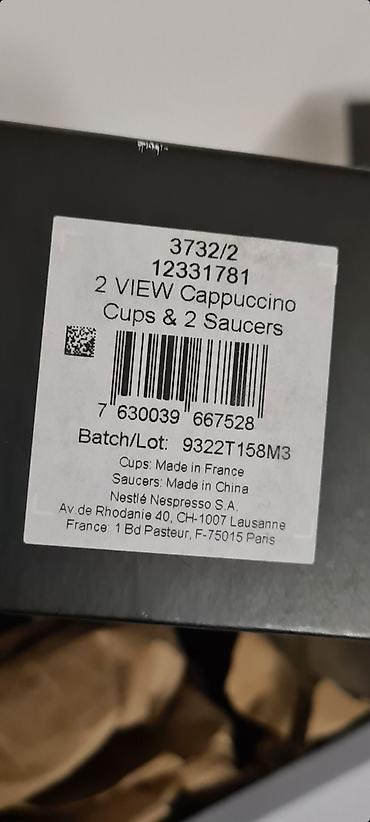 3732/2
12331781
2 VIEW Cappuccino
Cups & 2 Saucers
7 630039 667528
Batch/Lot: 9322T158M3
Cups: Made in France
Saucers: Made in China
Nestlé Nespresso S.A.
Av de Rhodanie 40, CH-1007 Lausanne
France: 1 Bd Pasteur, F-75015 Paris